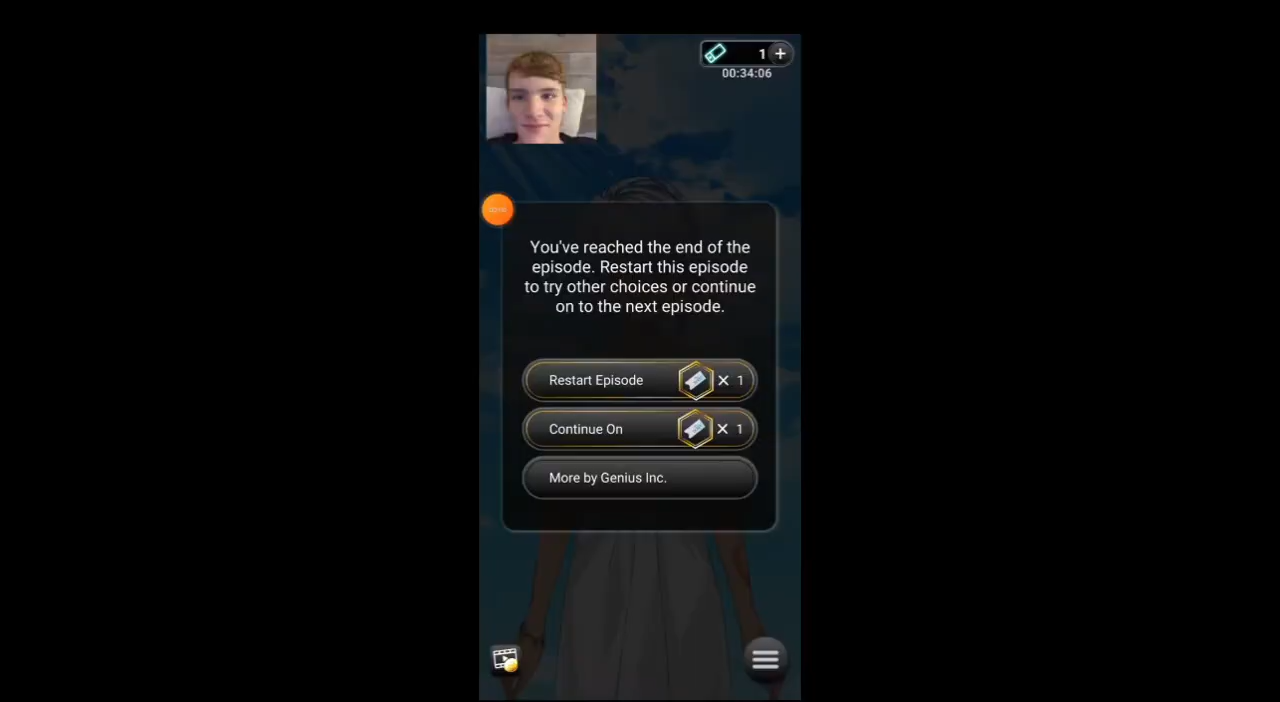 1 +
00:34:06
You've reached the end of the
episode. Restart this episode
to try other choices or continue
on to the next episode.
Restart Episode × 1
Continue On × 1
More by Genius Inc.